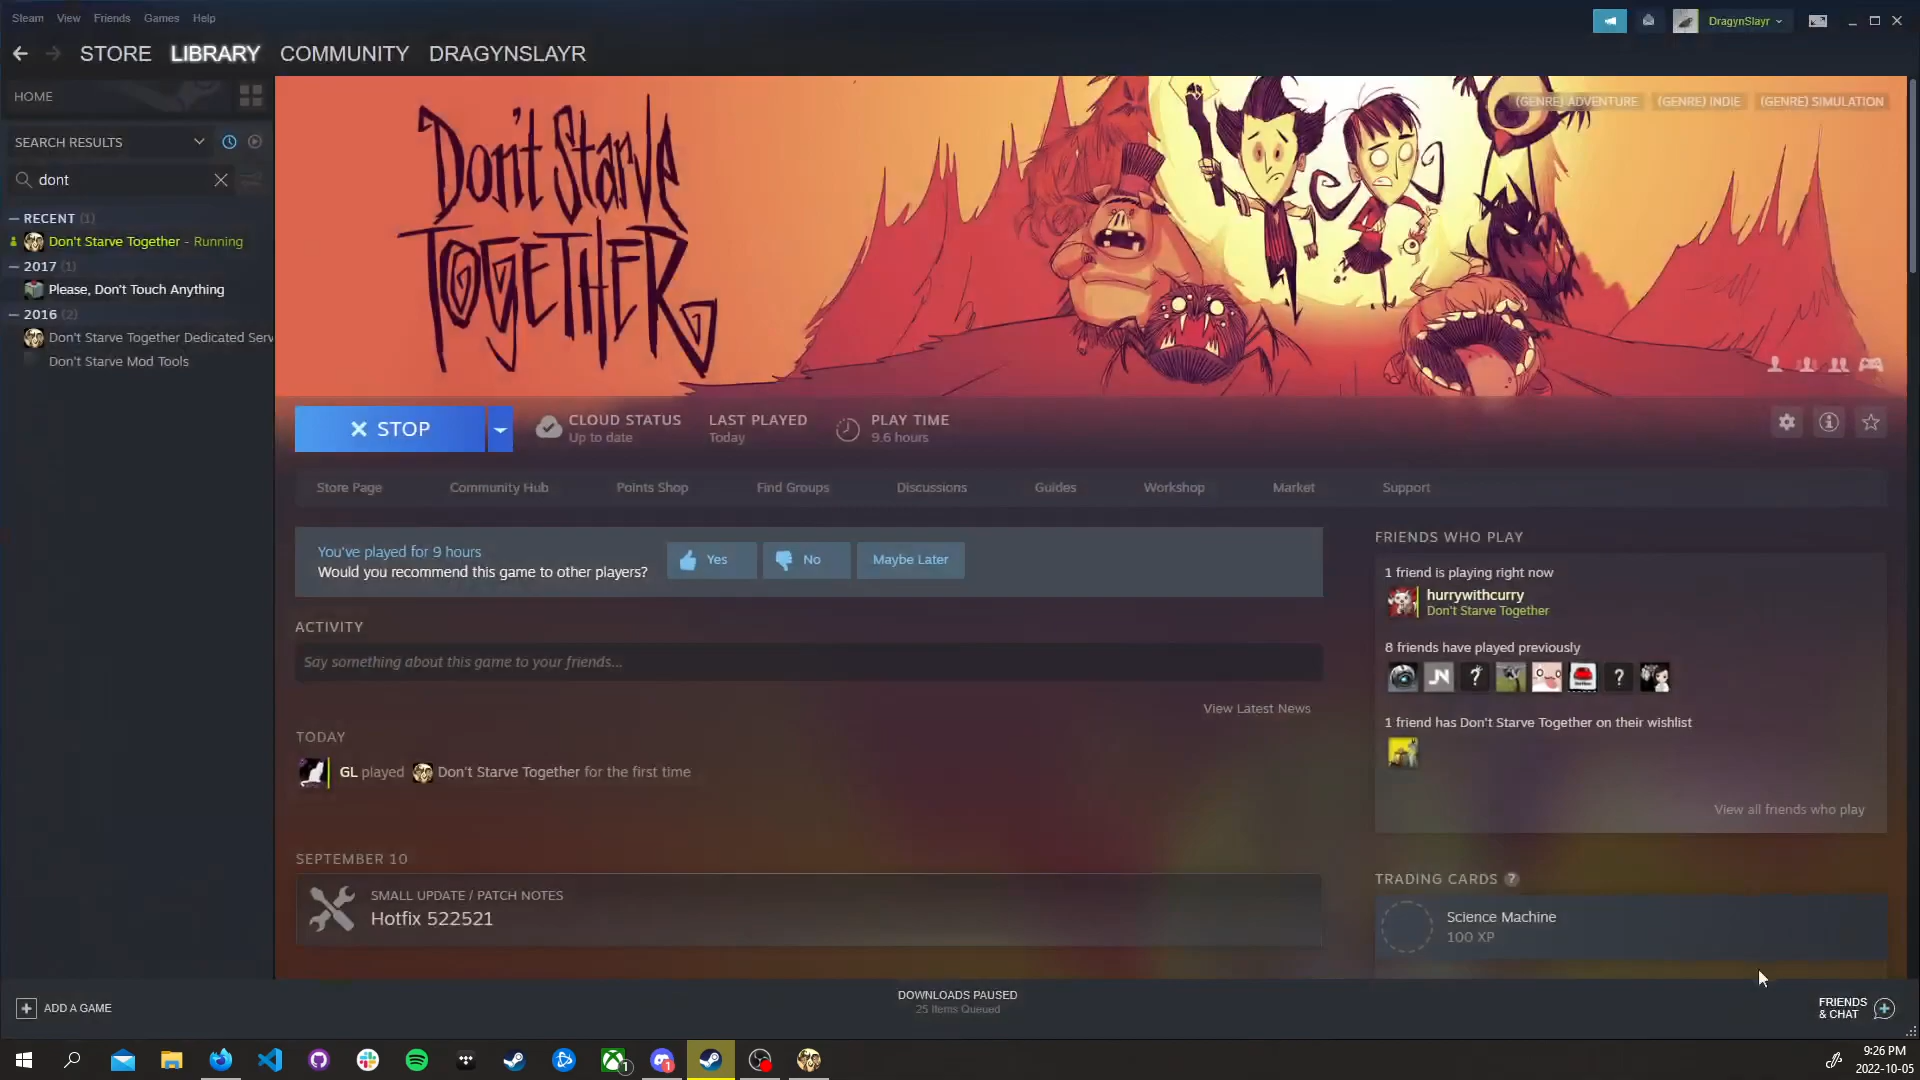 Steam View Friends Games Help
DragynSlayr
STORE LIBRARY COMMUNITY DRAGYNSLAYR
HOME
SEARCH RESULTS
dont
RECENT (1)
Don't Starve Together - Running
2017 (1)
Please, Don't Touch Anything
2016 (2)
Don't Starve Together Dedicated Serv
Don't Starve Mod Tools
Don't Starve
TOGETHER
(GENRE) ADVENTURE (GENRE) INDIE (GENRE) SIMULATION
STOP
CLOUD STATUS
Up to date
LAST PLAYED
Today
PLAY TIME
9.6 hours
Store Page Community Hub Points Shop Find Groups Discussions Guides Workshop Market Support
You've played for 9 hours
Would you recommend this game to other players?
Yes No Maybe Later
ACTIVITY
Say something about this game to your friends...
View Latest News
TODAY
GL played Don't Starve Together for the first time
SEPTEMBER 10
SMALL UPDATE / PATCH NOTES
Hotfix 522521
FRIENDS WHO PLAY
1 friend is playing right now
hurrywithcurry
Don't Starve Together
8 friends have played previously
JN ? ?
1 friend has Don't Starve Together on their wishlist
View all friends who play
TRADING CARDS ?
Science Machine
100 XP
ADD A GAME
DOWNLOADS PAUSED
25 Items Queued
FRIENDS
& CHAT
1 1
9:26 PM
2022-10-05